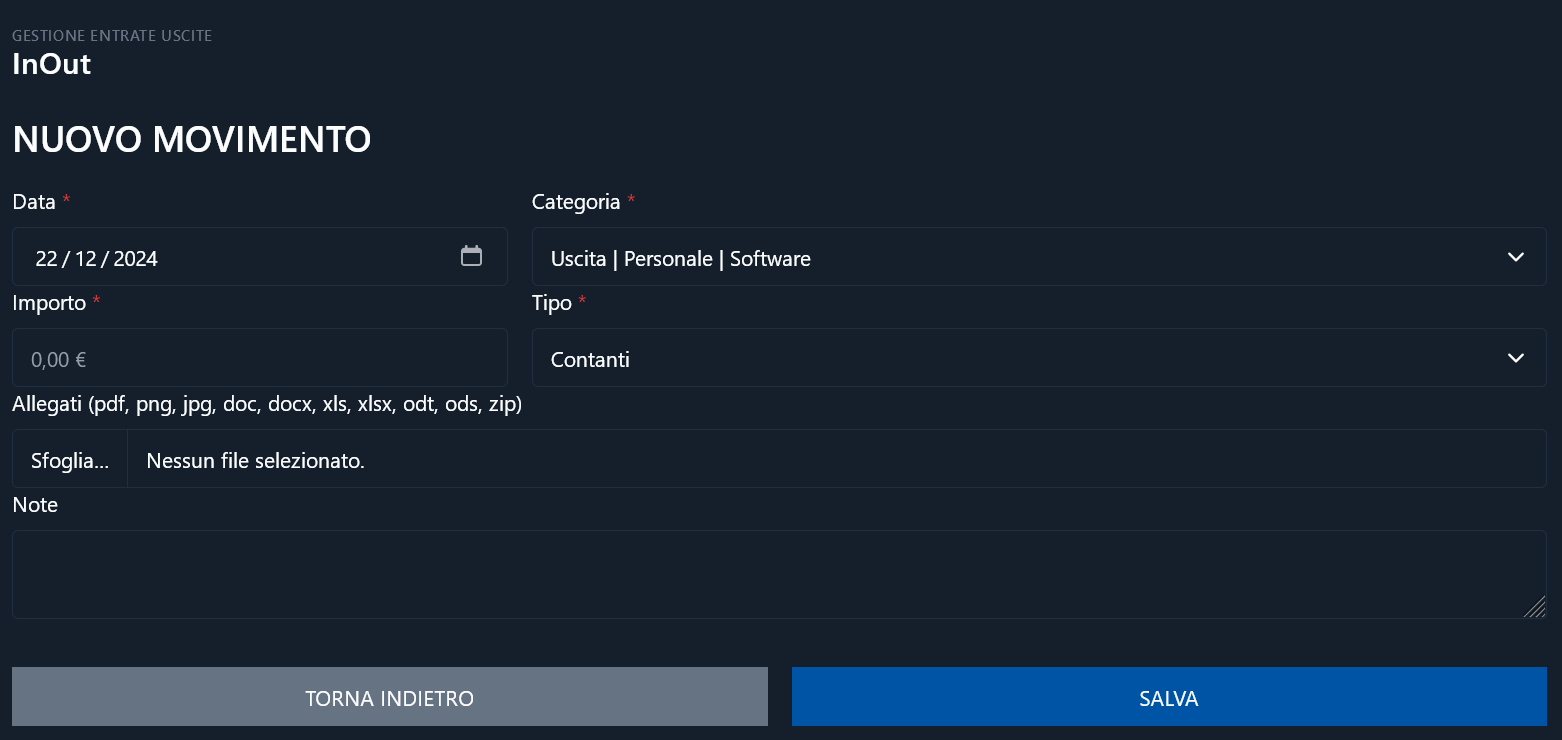 GESTIONE ENTRATE USCITE
InOut
NUOVO MOVIMENTO
Data *
Categoria *
22 / 12 / 2024
Uscita | Personale | Software
Importo *
Tipo *
0,00 €
Contanti
Allegati (pdf, png, jpg, doc, docx, xls, xlsx, odt, ods, zip)
Sfoglia... Nessun file selezionato.
Note
TORNA INDIETRO
SALVA